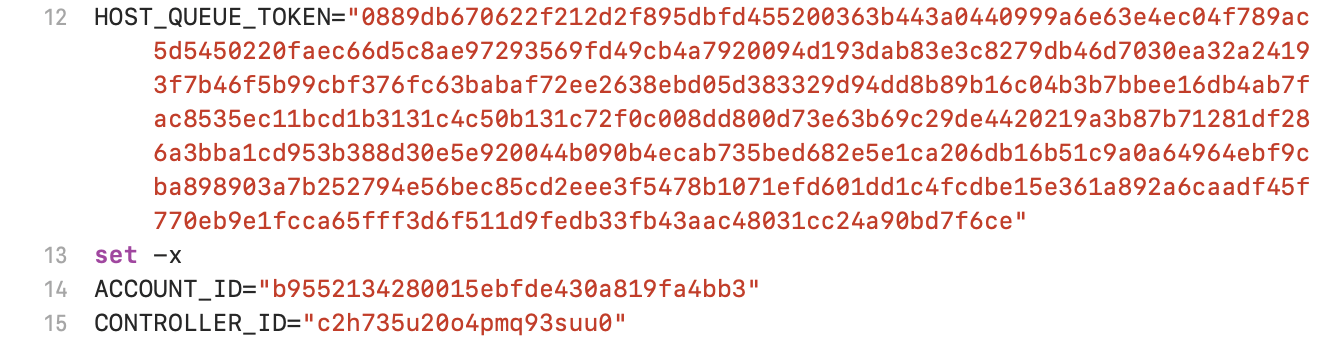 12 HOST_QUEUE_TOKEN="0889db670622f212d2f895dbfd455200363b443a0440999a6e63e4ec04f789ac
5d5450220faec66d5c8ae97293569fd49cb4a7920094d193dab83e3c8279db46d7030ea32a2419
3f7b46f5b99cbf376fc63babaf72ee2638ebd05d383329d94dd8b89b16c04b3b7bbee16db4ab7f
ac8535ec11bcd1b3131c4c50b131c72f0c008dd800d73e63b69c29de4420219a3b87b71281df28
6a3bba1cd953b388d30e5e920044b090b4ecab735bed682e5e1ca206db16b51c9a0a64964ebf9c
ba898903a7b252794e56bec85cd2eee3f5478b1071efd601dd1c4fcdbe15e361a892a6caadf45f
770eb9e1fcca65fff3d6f511d9fedb33fb43aac48031cc24a90bd7f6ce"
13 set -x
14 ACCOUNT_ID="b9552134280015ebfde430a819fa4bb3"
15 CONTROLLER_ID="c2h735u20o4pmq93suu0"